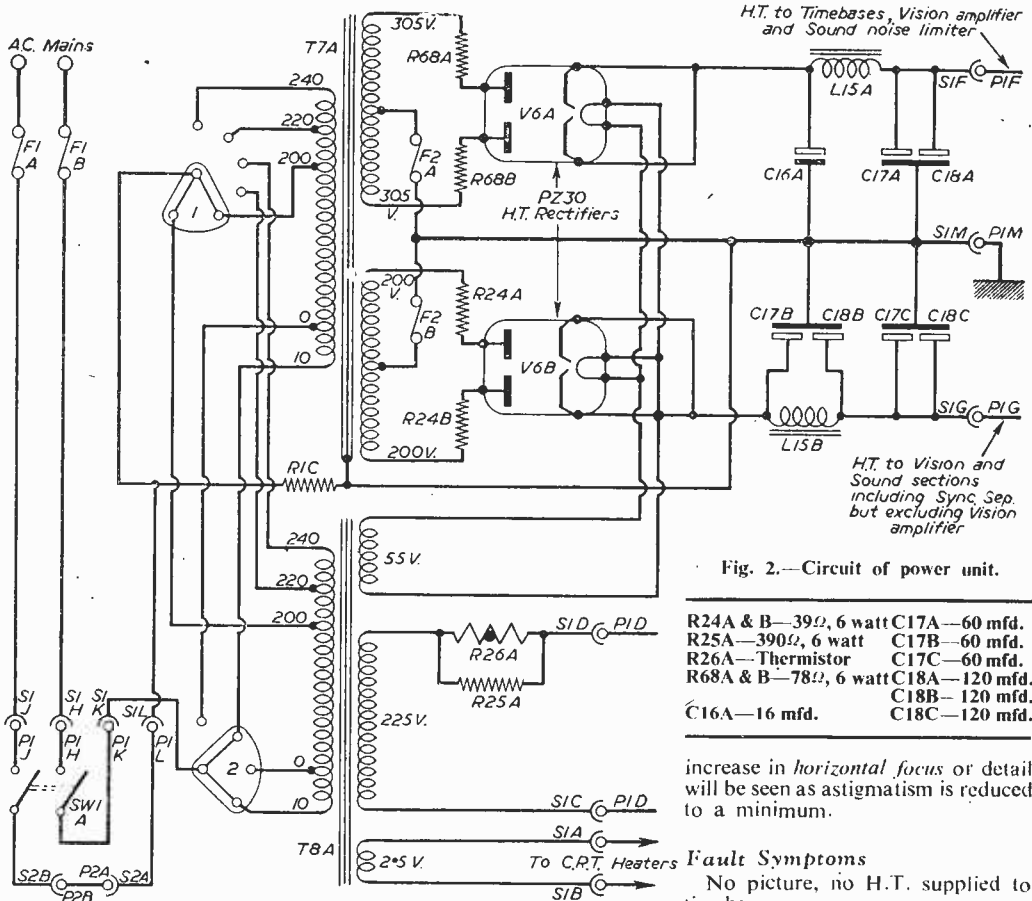 H.T. to Timebases, Vision amplifier
and Sound noise limiter
A.C. Mains
T7A
305V.
R68A
240
220
200
F1
A
F1
B
F2
A
R68B
305
V.
V6A
PZ30
H.T. Rectifiers
L15A
S1F
P1F
C16A
C17A
C18A
1
S1M
P1M
200
V.
R24A
F2
B
V6B
R24B
200V.
0
10
C17B
C18B
C17C
C18C
S1G
P1G
L15B
H.T. to Vision and
Sound sections
including Sync, Sep.
but excluding Vision
amplifier
R1C
240
220
200
55V.
Fig. 2.—Circuit of power unit.
S1D
P1D
R26A
R25A
225V.
R24A & B—39Ω, 6 watt C17A—60 mfd.
R25A—390Ω, 6 watt C17B—60 mfd.
R26A—Thermistor C17C—60 mfd.
R68A & B—78Ω, 6 watt C18A—120 mfd.
C18B—120 mfd.
C16A—16 mfd. C18C—120 mfd.
S1
J
S1
H
S1
K
S1L
P1
J
P1
H
P1
K
P1
L
SW1
A
2
0
10
S1C
P1D
S1A
T8A
2·5V.
To C.R.T. Heaters
S1B
S2B
P2A
S2A
P2B
increase in horizontal focus or detail
will be seen as astigmatism is reduced
to a minimum.
Fault Symptoms
No picture, no H.T. supplied to